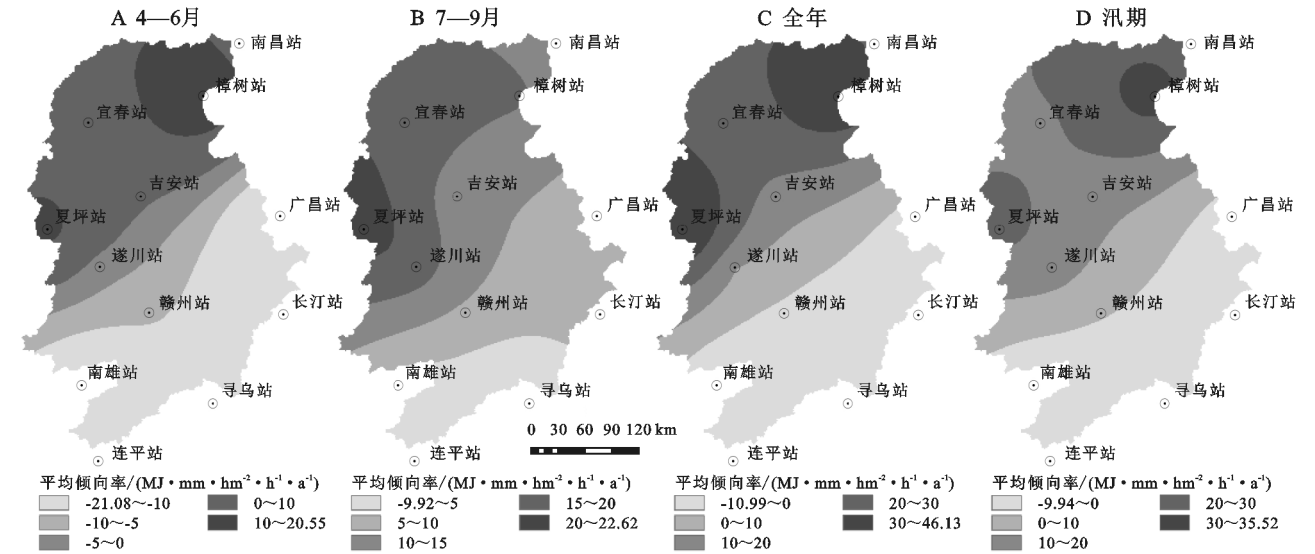 A 4—6月
B 7—9月
C 全年
D 汛期
南昌站
樟树站
宜春站
吉安站
广昌站
夏坪站
遂川站
赣州站
长汀站
南雄站
寻乌站
连平站
南昌站
樟树站
宜春站
吉安站
广昌站
夏坪站
遂川站
赣州站
长汀站
南雄站
寻乌站
连平站
南昌站
樟树站
宜春站
吉安站
广昌站
夏坪站
遂川站
赣州站
长汀站
南雄站
寻乌站
连平站
南昌站
樟树站
宜春站
吉安站
广昌站
夏坪站
遂川站
赣州站
长汀站
南雄站
寻乌站
连平站
0 30 60 90 120 km
平均倾向率/(MJ·mm·hm⁻²·h⁻¹·a⁻¹)
-21.08～-10
0～10
-10～-5
10～20.55
-5～0
平均倾向率/(MJ·mm·hm⁻²·h⁻¹·a⁻¹)
-9.92～5
15～20
5～10
20～22.62
10～15
平均倾向率/(MJ·mm·hm⁻²·h⁻¹·a⁻¹)
-10.99～0
20～30
0～10
30～46.13
10～20
平均倾向率/(MJ·mm·hm⁻²·h⁻¹·a⁻¹)
-9.94～0
20～30
0～10
30～35.52
10～20